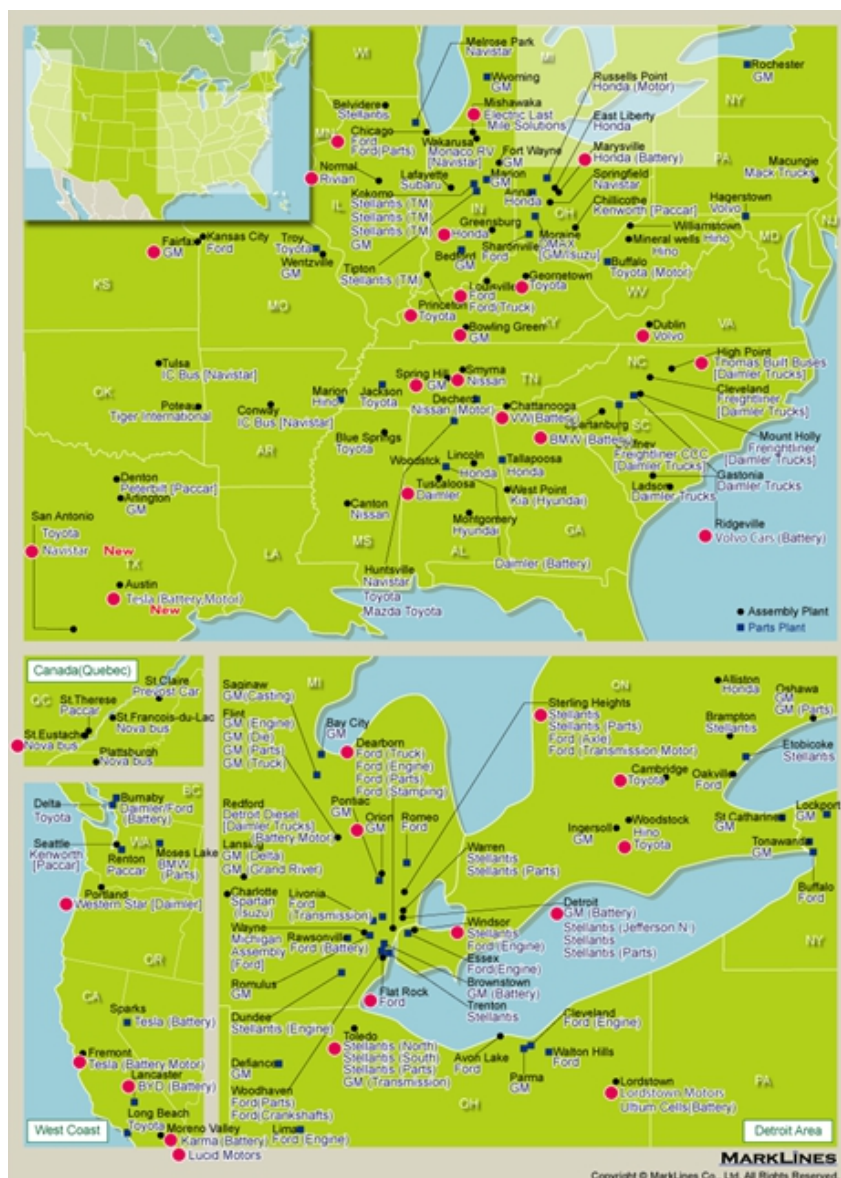 WI
MI
Melrose Park
Navistar
Wyoming
GM
Russells Point
Honda (Motor)
Rochester
GM
NY
Belvidere
Stellantis
Mishawaka
Electric Last
Mile Solutions
East Liberty
Honda
MN
Chicago
Ford
Ford(Parts)
Wakarusa
Monaco RV
[Navistar]
Fort Wayne
GM
Marysville
Honda (Battery)
PA
Macungie
Mack Trucks
Normal
Rivian
Lafayette
Subaru
Marion
GM
Springfield
Navistar
IL
Kokomo
Stellantis (TM)
Stellantis (TM)
Stellantis (TM)
GM
IN
Anna
Honda
OH
Chillicothe
Kenworth [Paccar]
Hagerstown
Volvo
NJ
MD
Greensburg
Honda
Moraine
DMAX
[GM/Isuzu]
Williamstown
Mineral wells Hino
Hino
Fairfax
GM
Kansas City
Ford
Troy
Toyota
Wentzville
GM
Bedford
GM
Sharonville
Ford
Buffalo
Toyota (Motor)
KS
MO
Tipton
Stellantis (TM)
Louisville
Ford
Ford(Truck)
Georgetown
Toyota
WV
Princeton
Toyota
Bowling Green
GM
KY
Dublin
Volvo
VA
Tulsa
IC Bus [Navistar]
Spring Hill
GM
Smyrna
Nissan
TN
NC
High Point
Thomas Built Buses
[Daimler Trucks]
OK
Poteau
Tiger International
Conway
IC Bus [Navistar]
Marion
Hino
Jackson
Toyota
Decherd
Nissan (Motor)
Chattanooga
VW(Battery)
Cleveland
Freightliner
[Daimler Trucks]
AR
Blue Springs
Toyota
Spartanburg
BMW (Battery)
SC
Mount Holly
Freightliner
[Daimler Trucks]
Freightliner CCC
[Daimler Trucks]
Woodstck
Lincoln
Honda
Tallapoosa
Honda
Gastonia
Daimler Trucks
Denton
Peterbilt [Paccar]
Arlington
GM
Tuscaloosa
Daimler
West Point
Kia (Hyundai)
Ladson
Daimler Trucks
San Antonio
Toyota
Navistar
New
Canton
Nissan
Montgomery
Hyundai
GA
Ridgeville
Volvo Cars (Battery)
TX
LA
MS
AL
Daimler (Battery)
Austin
Tesla (Battery,Motor)
New
Huntsville
Navistar
Toyota
Mazda Toyota
Assembly Plant
Parts Plant
Canada(Quebec)
QC
St.Claire
Prevost Car
St.Therese
Paccar
St.Francois-du-Lac
Nova bus
St.Eustache
Nova bus
Plattsburgh
Nova bus
BC
Delta
Toyota
Burnaby
Daimler/Ford
(Battery)
Seattle
Kenworth
[Paccar]
WA
Renton
Paccar
Moses Lake
BMW
(Parts)
Portland
Western Star [Daimler]
OR
CA
Sparks
Tesla (Battery)
Fremont
Tesla (Battery Motor)
Lancaster
BYD (Battery)
Long Beach
Toyota
Moreno Valley
Karma (Battery)
Lucid Motors
West Coast
Saginaw
GM(Casting)
MI
Flint
GM (Engine)
GM (Die)
GM (Parts)
GM (Truck)
Bay City
GM
Dearborn
Ford (Truck)
Ford (Engine)
Ford (Parts)
Ford (Stamping)
Sterling Heights
Stellantis
Stellantis (Parts)
Ford (Axle)
Ford (Transmission Motor)
ON
Alliston
Honda
Oshawa
GM
GM (Parts)
Brampton
Stellantis
Etobicoke
Stellantis
Cambridge
Toyota
Oakville
Ford
Redford
Detroit Diesel
[Daimler Trucks]
(Battery Motor)
Pontiac
GM
Orion
GM
Romeo
Ford
Ingersoll
GM
Woodstock
Hino
Toyota
St Catharine
GM
Lockport
GM
Lansing
GM (Delta)
GM (Grand River)
Warren
Stellantis
Stellantis (Parts)
Tonawanda
GM
Buffalo
Ford
Charlotte
Spartan
(Isuzu)
Livonia
Ford
(Transmission)
Detroit
GM (Battery)
Stellantis (Jefferson N.)
Stellantis
Stellantis (Parts)
Wayne
Michigan
Assembly
[Ford]
Rawsonville
Ford (Battery)
Windsor
Stellantis
Ford (Engine)
NY
Essex
Ford(Engine)
Romulus
GM
Brownstown
GM (Battery)
Trenton
Stellantis
Flat Rock
Ford
Dundee
Stellantis (Engine)
Cleveland
Ford (Engine)
Toledo
Stellantis (North)
Stellantis (South)
Stellantis (Parts)
GM (Transmission)
Avon Lake
Ford
Walton Hills
Ford
Parma
GM
Defiance
GM
Woodhaven
Ford(Parts)
Ford(Crankshafts)
OH
Lordstown
Lordstown Motors
Ultium Cells(Battery)
PA
Lima
Ford (Engine)
Detroit Area
MARKLINES
Copyright © MarkLines Co., Ltd. All Rights Reserved.